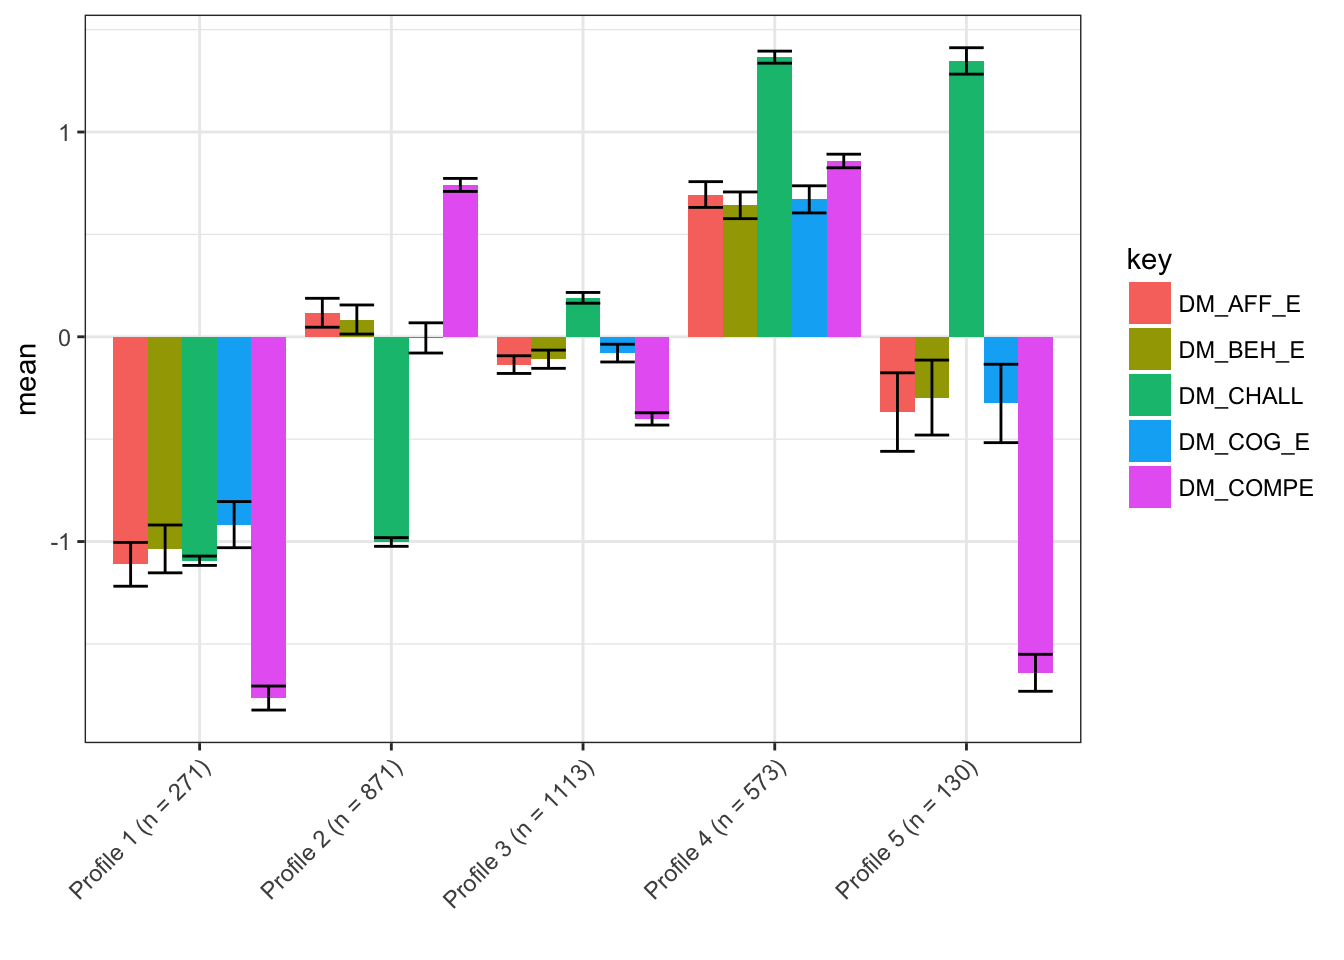 mean
1
0
-1
Profile 1 (n = 271)
Profile 2 (n = 871)
Profile 3 (n = 1113)
Profile 4 (n = 573)
Profile 5 (n = 130)
key
DM_AFF_E
DM_BEH_E
DM_CHALL
DM_COG_E
DM_COMPE